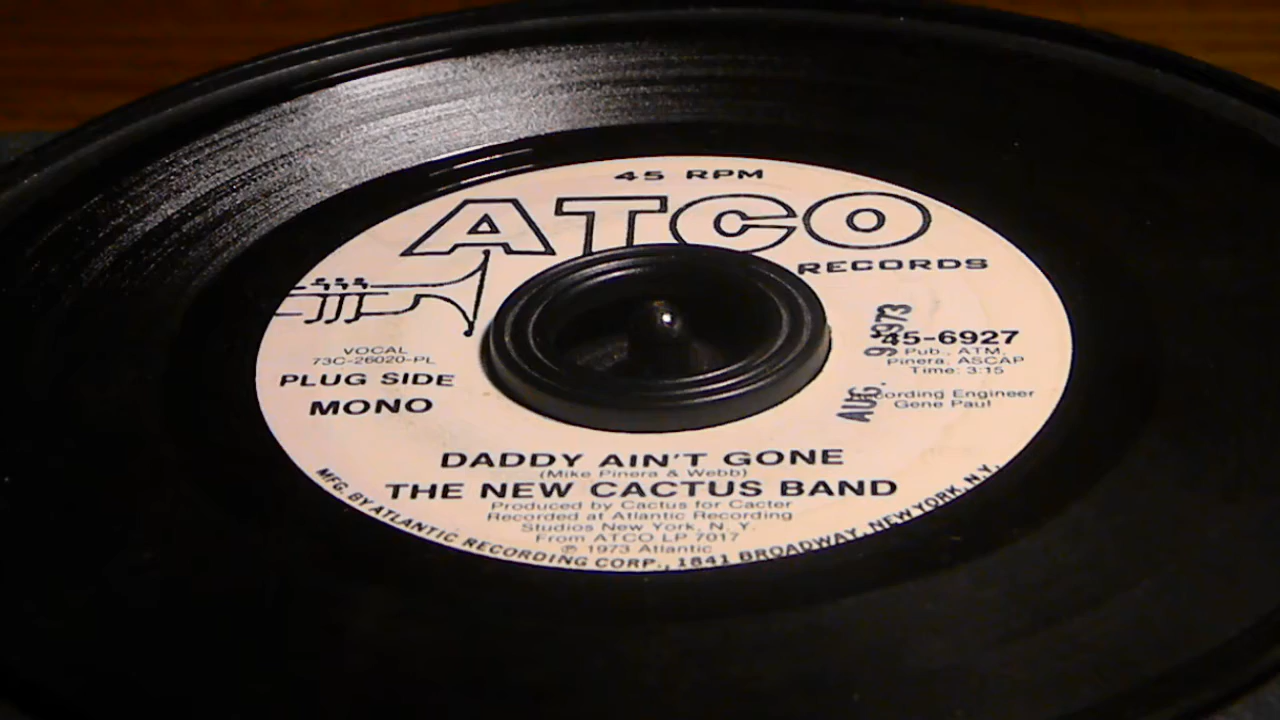 45 RPM
ATCO
RECORDS
VOCAL
73C-26020-PL
PLUG SIDE
MONO
45-6927
Pub., ATM,
Pinera, ASCAP
Time: 3:15
cording Engineer
Gene Paul
AUG. 9 1973
DADDY AIN'T GONE
(Mike Pinera & Webb)
THE NEW CACTUS BAND
Produced by Cactus for Cacter
Recorded at Atlantic Recording
Studios New York, N. Y.
From ATCO LP 7017
℗ 1973 Atlantic
MFG. BY ATLANTIC RECORDING CORP., 1841 BROADWAY, NEW YORK, N.Y.